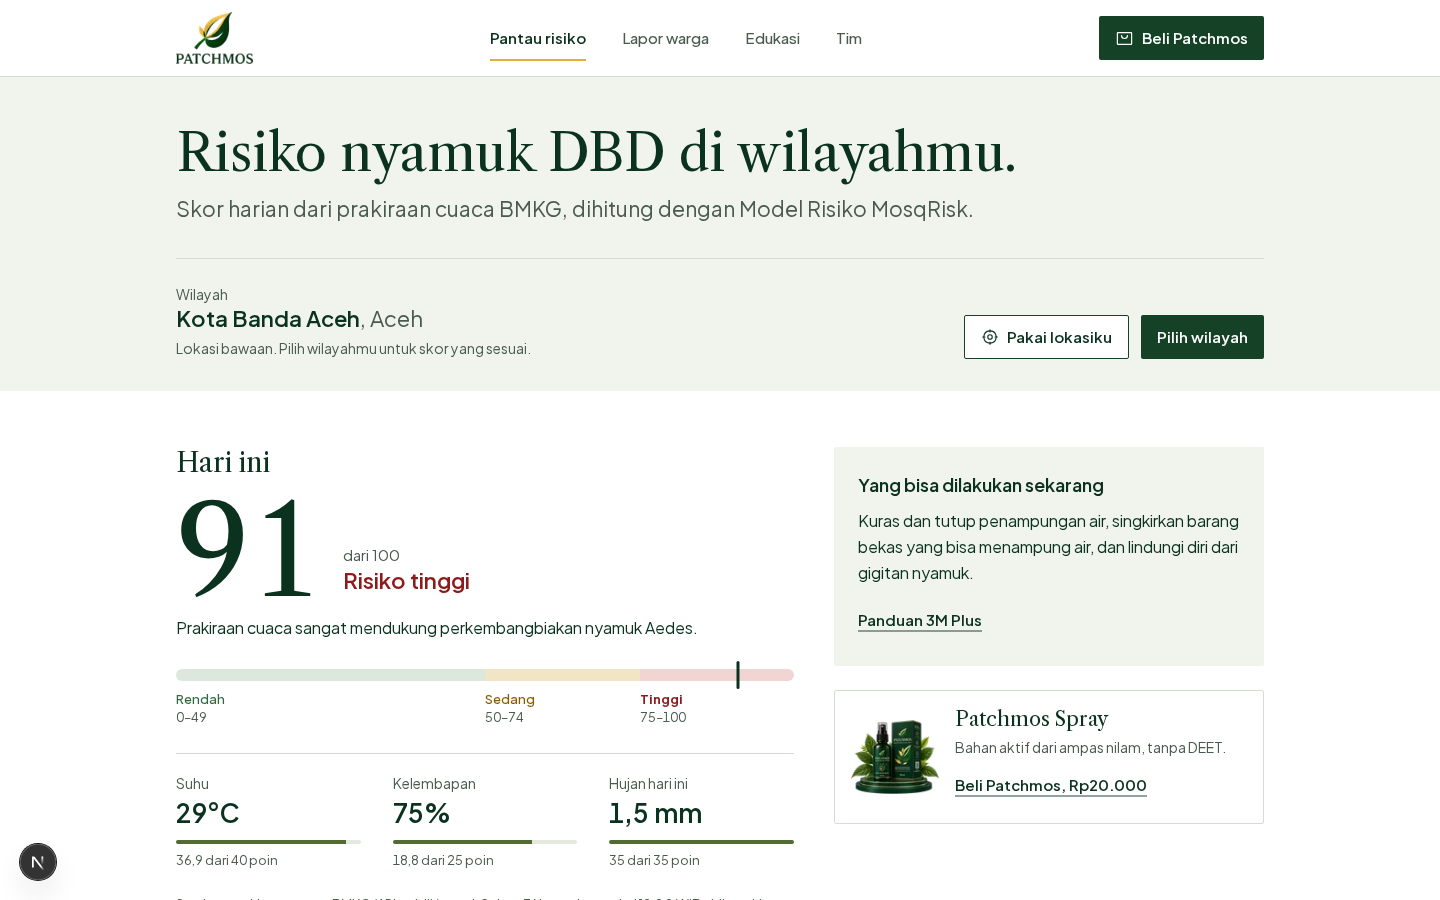 PATCHMOS
Pantau risiko
Lapor warga
Edukasi
Tim
Beli Patchmos
Risiko nyamuk DBD di wilayahmu.
Skor harian dari prakiraan cuaca BMKG, dihitung dengan Model Risiko MosqRisk.
Wilayah
Kota Banda Aceh, Aceh
Lokasi bawaan. Pilih wilayahmu untuk skor yang sesuai.
Pakai lokasiku
Pilih wilayah
Hari ini
91
dari 100
Risiko tinggi
Prakiraan cuaca sangat mendukung perkembangbiakan nyamuk Aedes.
Rendah
0–49
Sedang
50–74
Tinggi
75–100
Suhu
29°C
36,9 dari 40 poin
Kelembapan
75%
18,8 dari 25 poin
Hujan hari ini
1,5 mm
35 dari 35 poin
Yang bisa dilakukan sekarang
Kuras dan tutup penampungan air, singkirkan barang
bekas yang bisa menampung air, dan lindungi diri dari
gigitan nyamuk.
Panduan 3M Plus
Patchmos Spray
Bahan aktif dari ampas nilam, tanpa DEET.
Beli Patchmos, Rp20.000
N